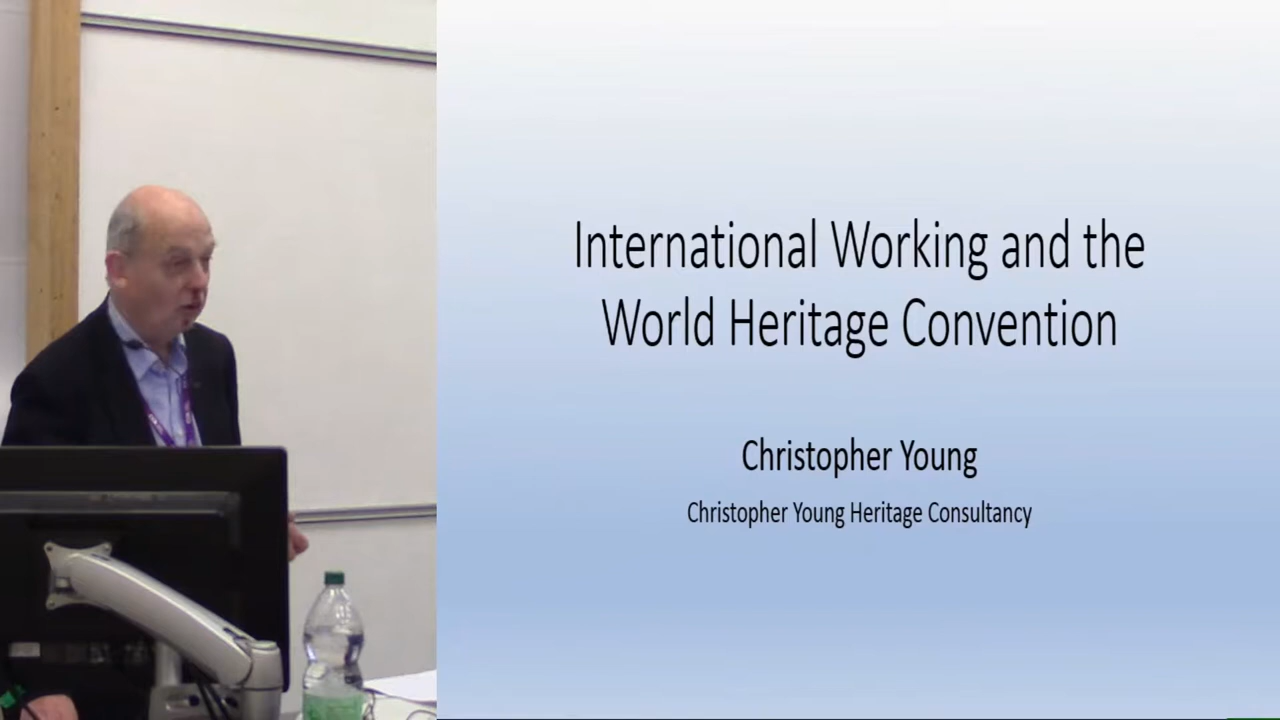 International Working and the
World Heritage Convention
Christopher Young
Christopher Young Heritage Consultancy